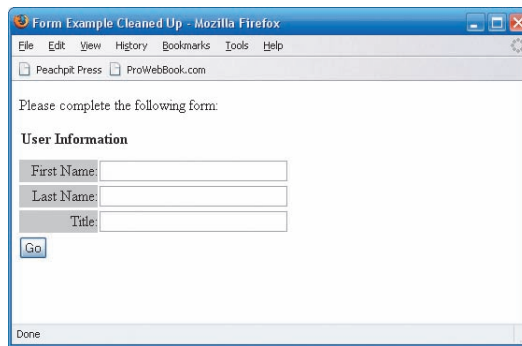 Form Example Cleaned Up - Mozilla Firefox
File Edit View History Bookmarks Tools Help
Peachpit Press ProWebBook.com
Please complete the following form:
User Information
First Name:
Last Name:
Title:
Go
Done